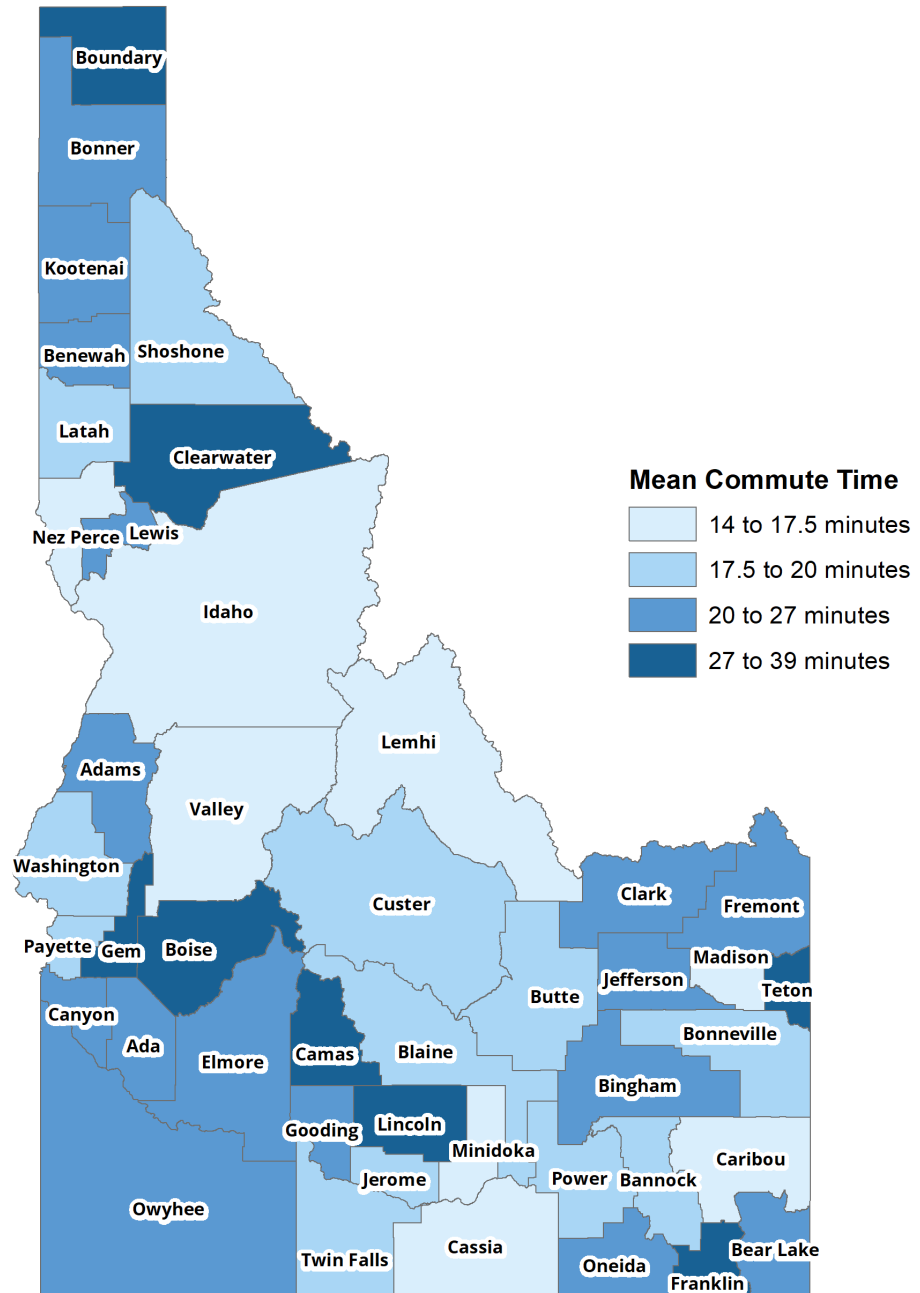 Boundary
Bonner
Kootenai
Benewah
Shoshone
Latah
Clearwater
Mean Commute Time
14 to 17.5 minutes
17.5 to 20 minutes
20 to 27 minutes
27 to 39 minutes
Nez Perce
Lewis
Idaho
Lemhi
Adams
Valley
Washington
Custer
Clark
Fremont
Payette
Gem
Boise
Madison
Jefferson
Teton
Butte
Canyon
Ada
Bonneville
Elmore
Camas
Blaine
Bingham
Gooding
Lincoln
Minidoka
Caribou
Jerome
Power
Bannock
Owyhee
Twin Falls
Cassia
Bear Lake
Oneida
Franklin